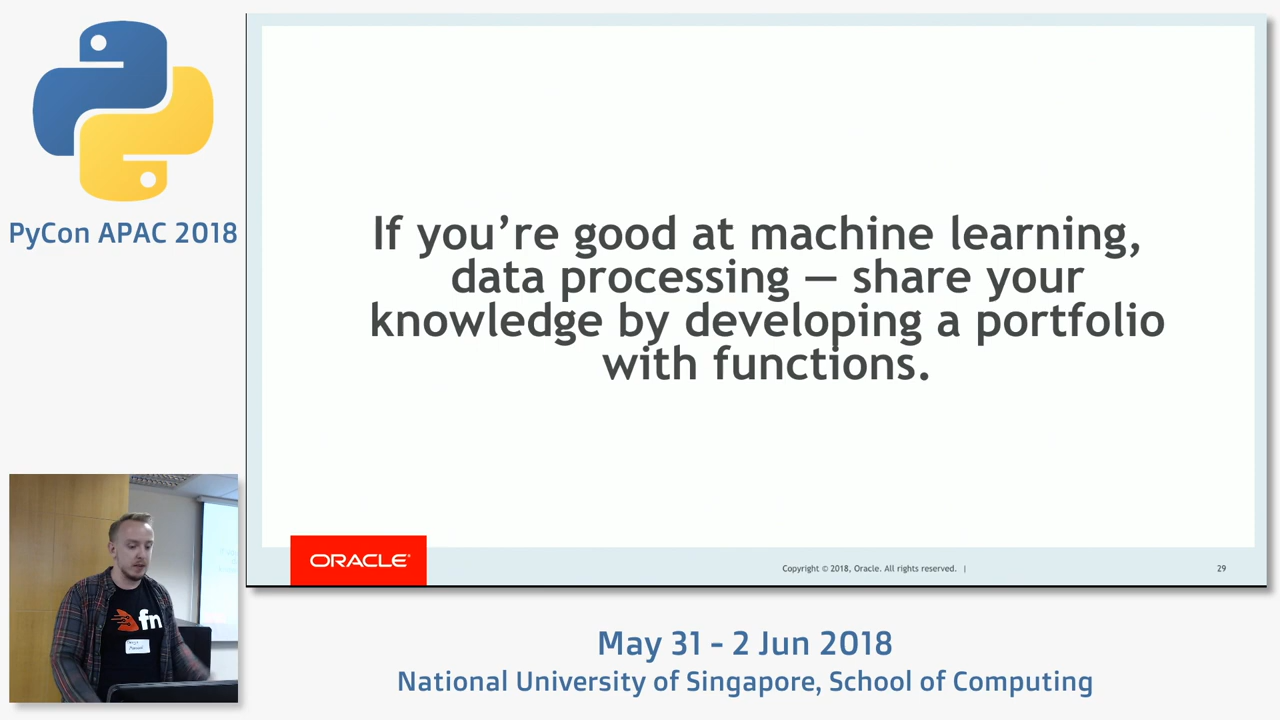 PyCon APAC 2018
If you’re good at machine learning,
data processing — share your
knowledge by developing a portfolio
with functions.
ORACLE®
Copyright © 2018, Oracle. All rights reserved. |
29
fn
May 31 - 2 Jun 2018
National University of Singapore, School of Computing